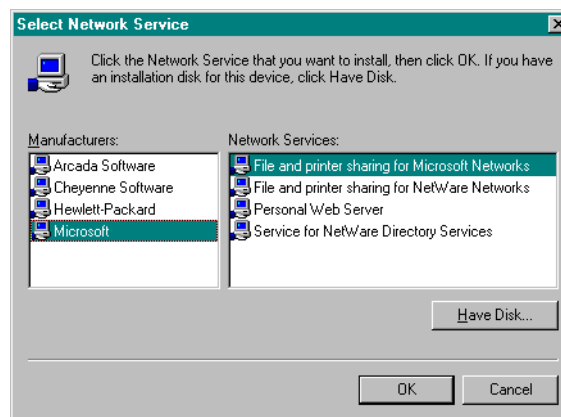 Select Network Service
Click the Network Service that you want to install, then click OK. If you have
an installation disk for this device, click Have Disk.
Manufacturers:
Arcada Software
Cheyenne Software
Hewlett-Packard
Microsoft
Network Services:
File and printer sharing for Microsoft Networks
File and printer sharing for NetWare Networks
Personal Web Server
Service for NetWare Directory Services
Have Disk...
OK
Cancel